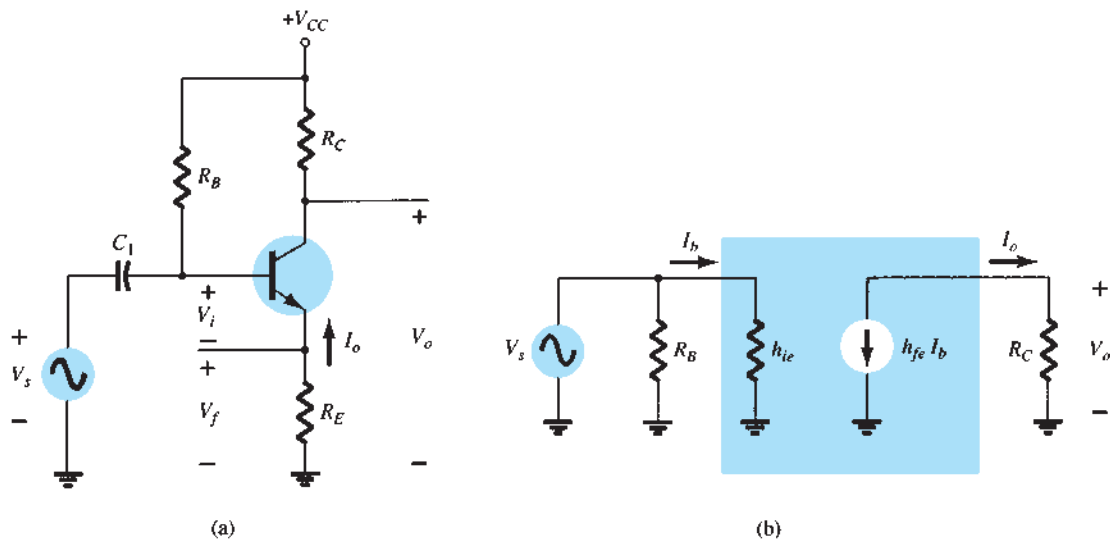 +V_CC
R_C
R_B
C_1
+
V_i
−
I_o
+
V_s
−
+
V_f
−
R_E
+
V_o
−
(a)
I_b
I_o
V_s
R_B
h_ie
h_fe I_b
R_C
+
V_o
−
(b)